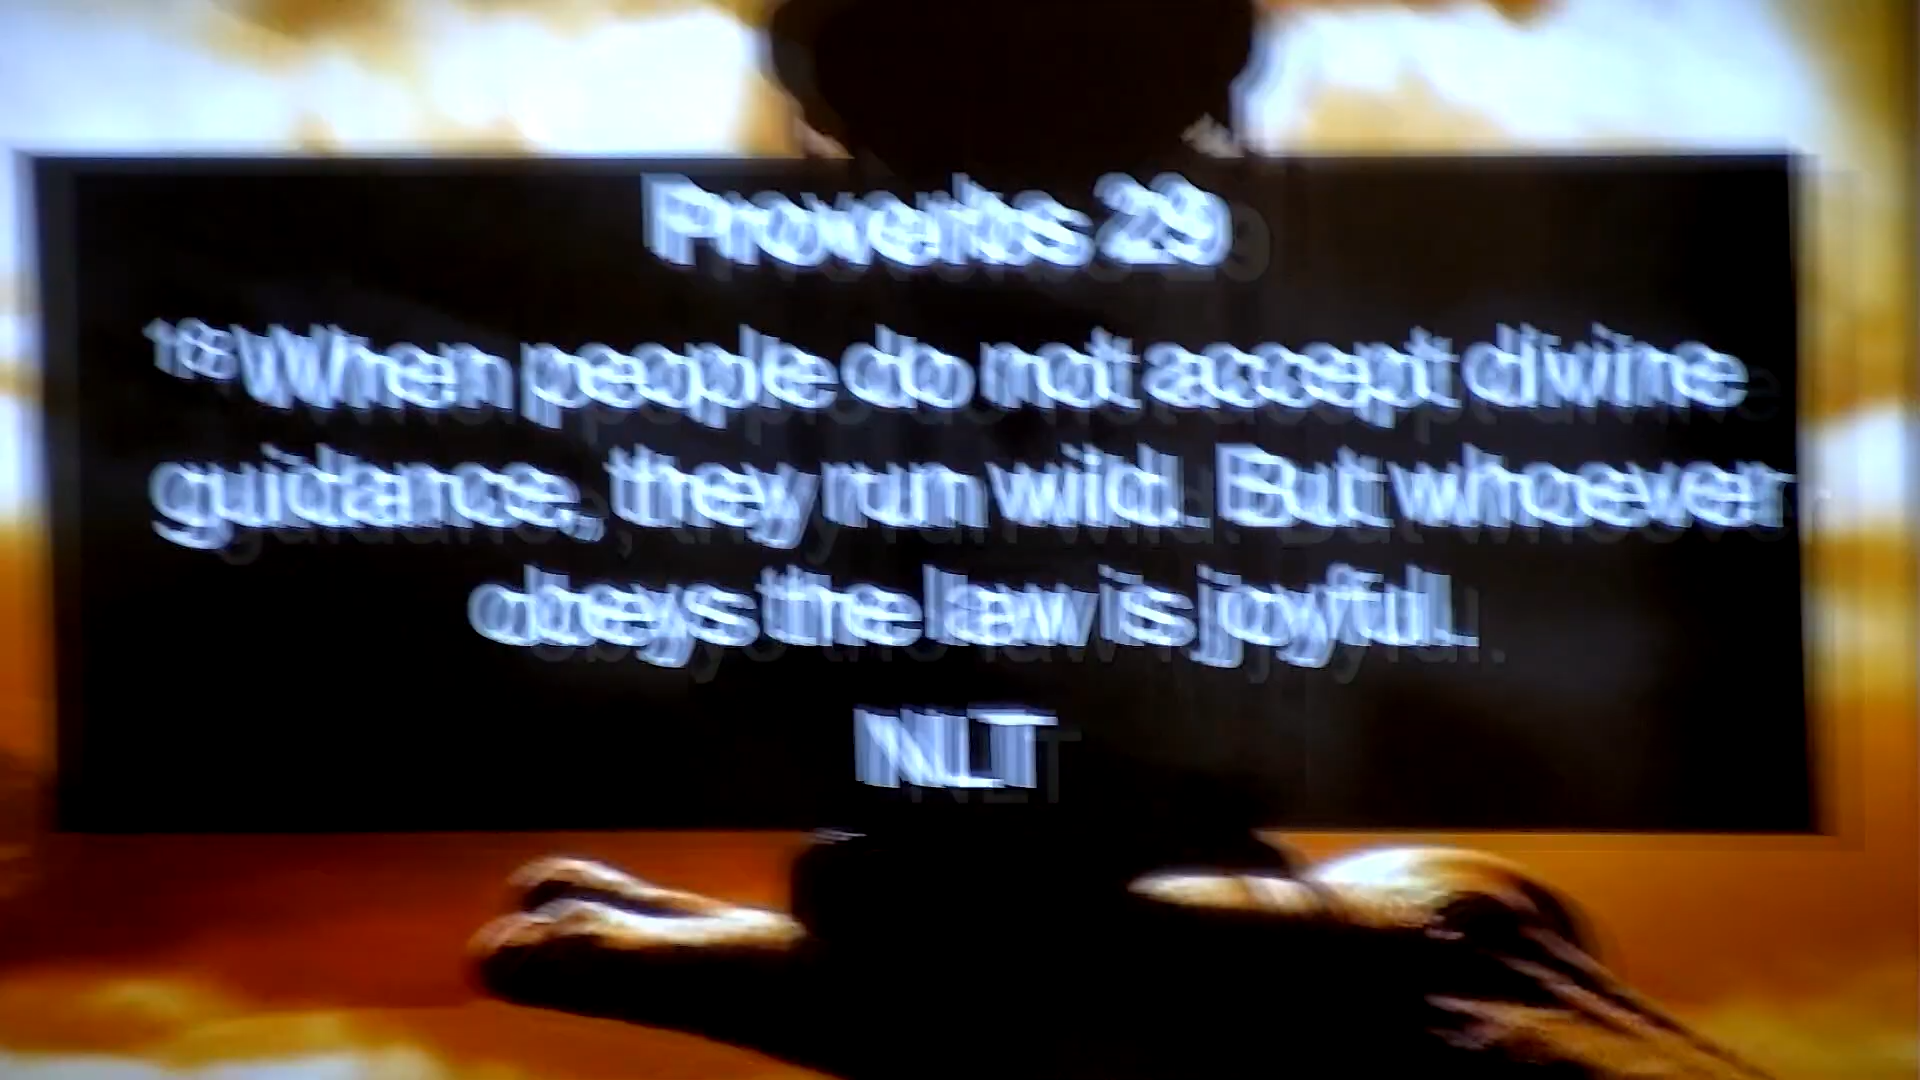 Proverbs 29
18 When people do not accept divine
guidance, they run wild. But whoever
obeys the law is joyful.
NLT